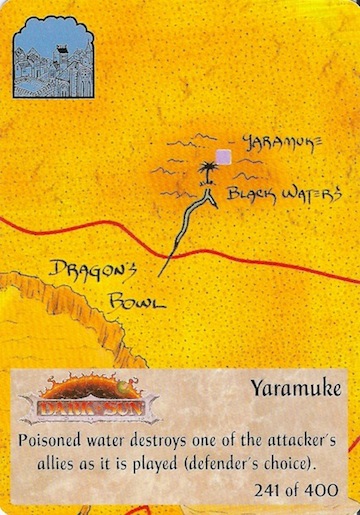 YARAMUKE
BLACK WATERS
DRAGON'S
BOWL
DARK SUN
Yaramuke
Poisoned water destroys one of the attacker's
allies as it is played (defender's choice).
241 of 400